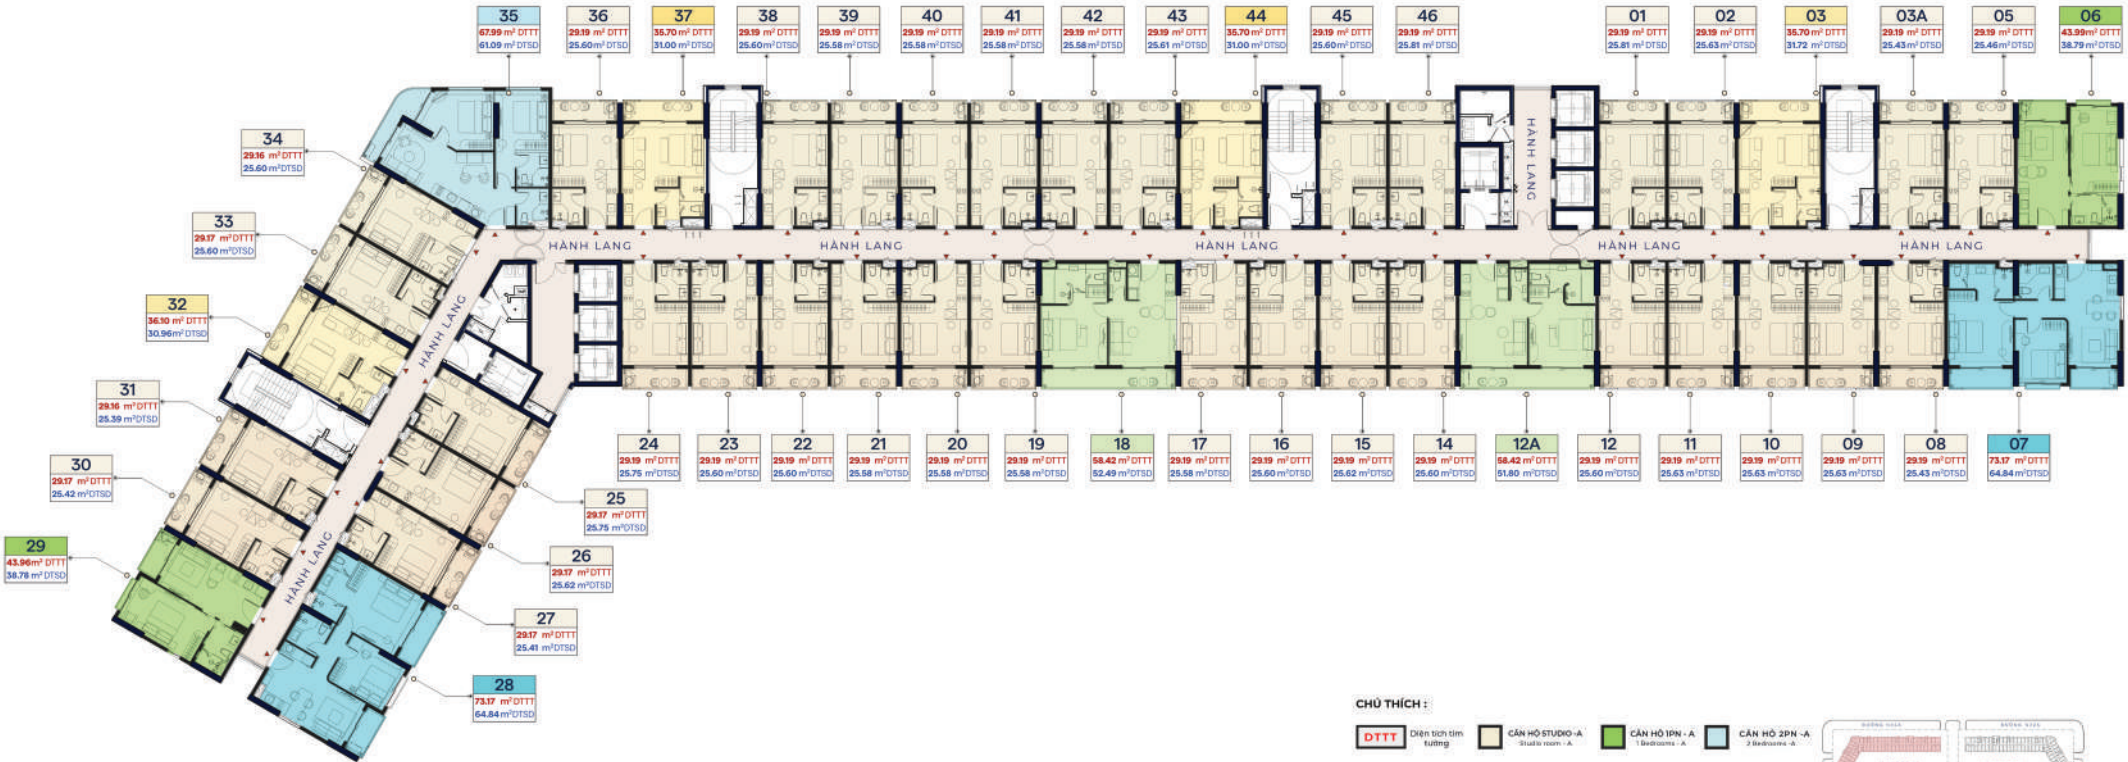 35
67.99 m² DTTT
61.09 m² DTSD
36
29.19 m² DTTT
25.60 m² DTSD
37
35.70 m² DTTT
31.00 m² DTSD
38
29.19 m² DTTT
25.60 m² DTSD
39
29.19 m² DTTT
25.58 m² DTSD
40
29.19 m² DTTT
25.58 m² DTSD
41
29.19 m² DTTT
25.58 m² DTSD
42
29.19 m² DTTT
25.58 m² DTSD
43
29.19 m² DTTT
25.61 m² DTSD
44
35.70 m² DTTT
31.00 m² DTSD
45
29.19 m² DTTT
25.60 m² DTSD
46
29.19 m² DTTT
25.81 m² DTSD
01
29.19 m² DTTT
25.81 m² DTSD
02
29.19 m² DTTT
25.63 m² DTSD
03
35.70 m² DTTT
31.72 m² DTSD
03A
29.19 m² DTTT
25.43 m² DTSD
05
29.19 m² DTTT
25.46 m² DTSD
06
43.99 m² DTTT
38.79 m² DTSD
34
29.16 m² DTTT
25.60 m² DTSD
33
29.17 m² DTTT
25.60 m² DTSD
32
36.10 m² DTTT
30.96 m² DTSD
31
29.16 m² DTTT
25.39 m² DTSD
30
29.17 m² DTTT
25.42 m² DTSD
29
43.96 m² DTTT
38.78 m² DTSD
HÀNH LANG
HÀNH LANG
HÀNH LANG
HÀNH LANG
HÀNH LANG
HÀNH LANG
HÀNH LANG
HÀNH LANG
24
29.19 m² DTTT
25.75 m² DTSD
23
29.19 m² DTTT
25.60 m² DTSD
22
29.19 m² DTTT
25.60 m² DTSD
21
29.19 m² DTTT
25.58 m² DTSD
20
29.19 m² DTTT
25.58 m² DTSD
19
29.19 m² DTTT
25.58 m² DTSD
18
58.42 m² DTTT
52.49 m² DTSD
17
29.19 m² DTTT
25.58 m² DTSD
16
29.19 m² DTTT
25.60 m² DTSD
15
29.19 m² DTTT
25.62 m² DTSD
14
29.19 m² DTTT
25.60 m² DTSD
12A
58.42 m² DTTT
51.80 m² DTSD
12
29.19 m² DTTT
25.60 m² DTSD
11
29.19 m² DTTT
25.63 m² DTSD
10
29.19 m² DTTT
25.63 m² DTSD
09
29.19 m² DTTT
25.63 m² DTSD
08
29.19 m² DTTT
25.43 m² DTSD
07
73.17 m² DTTT
64.84 m² DTSD
25
29.17 m² DTTT
25.75 m² DTSD
26
29.17 m² DTTT
25.62 m² DTSD
27
29.17 m² DTTT
25.41 m² DTSD
28
73.17 m² DTTT
64.84 m² DTSD
CHÚ THÍCH :
DTTT
Diện tích tim
tường
CĂN HỘ STUDIO -A
Studio room - A
CĂN HỘ 1PN - A
1 Bedrooms - A
CĂN HỘ 2PN -A
2 Bedrooms -A